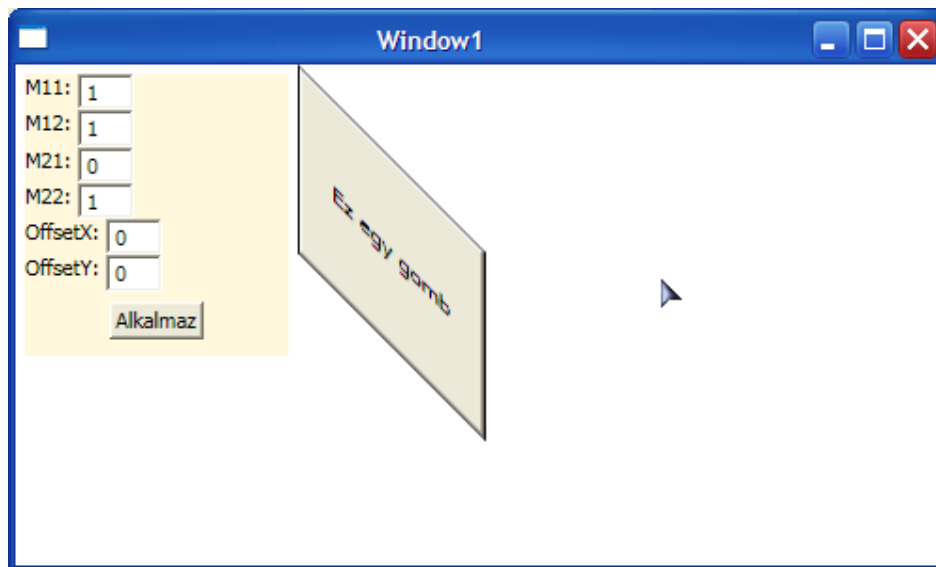 Window1
M11: 1
M12: 1
M21: 0
M22: 1
OffsetX: 0
OffsetY: 0
Alkalmaz
Ez egy gomb